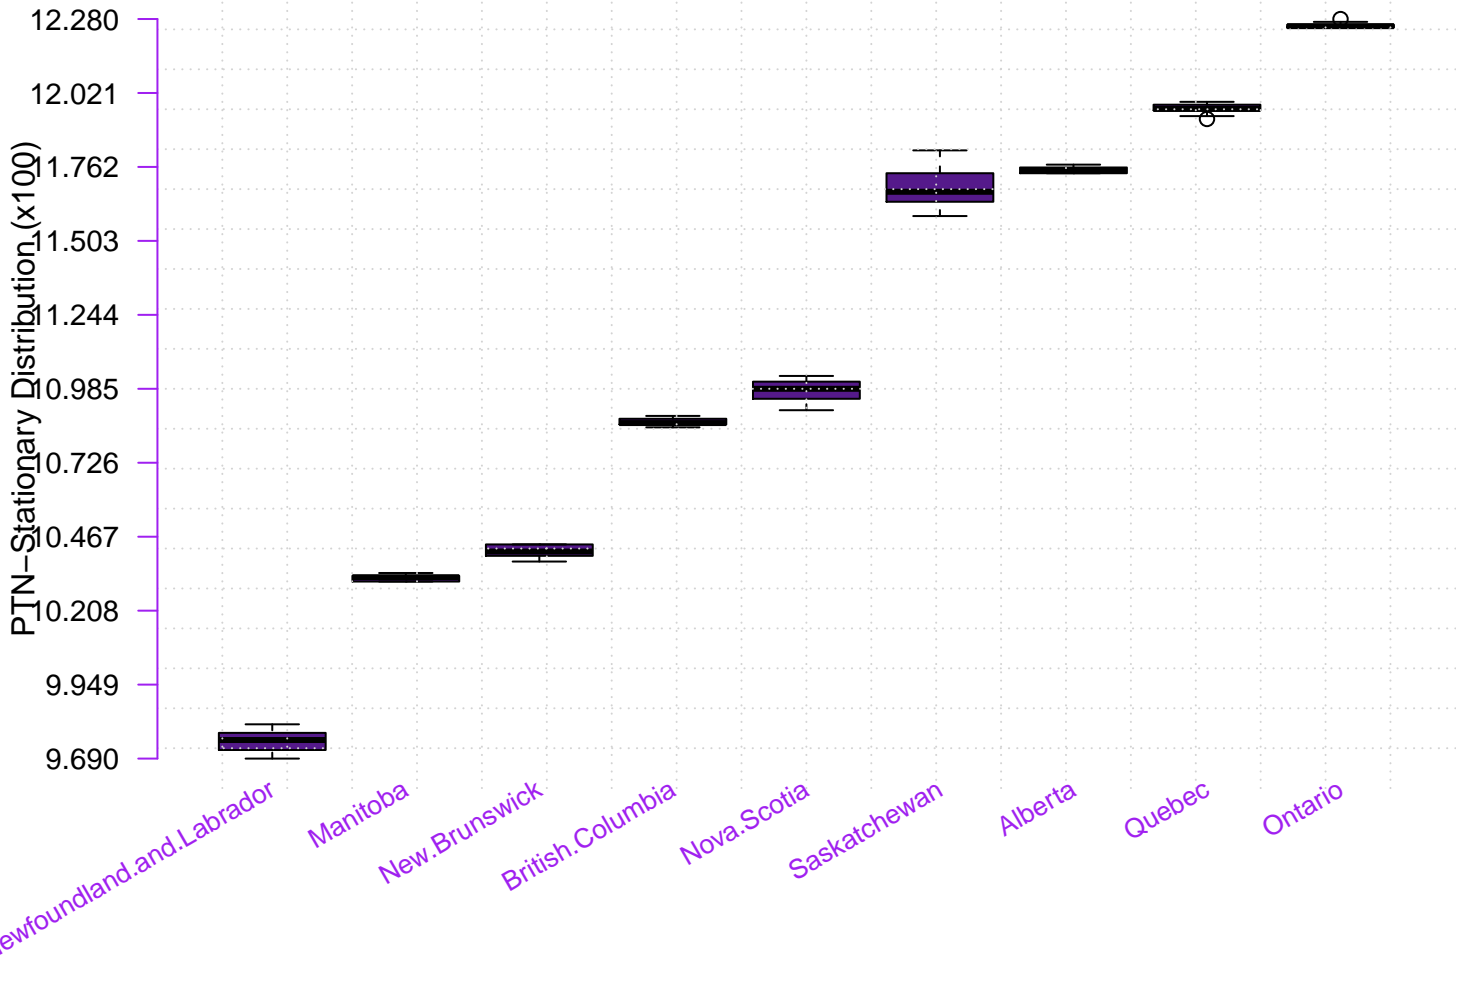 12.280
12.021
11.762
11.503
11.244
10.985
10.726
10.467
10.208
9.949
9.690
PTN−Stationary Distribution (x100)
ewfoundland.and.Labrador
Manitoba
New.Brunswick
British.Columbia
Nova.Scotia
Saskatchewan
Alberta
Quebec
Ontario